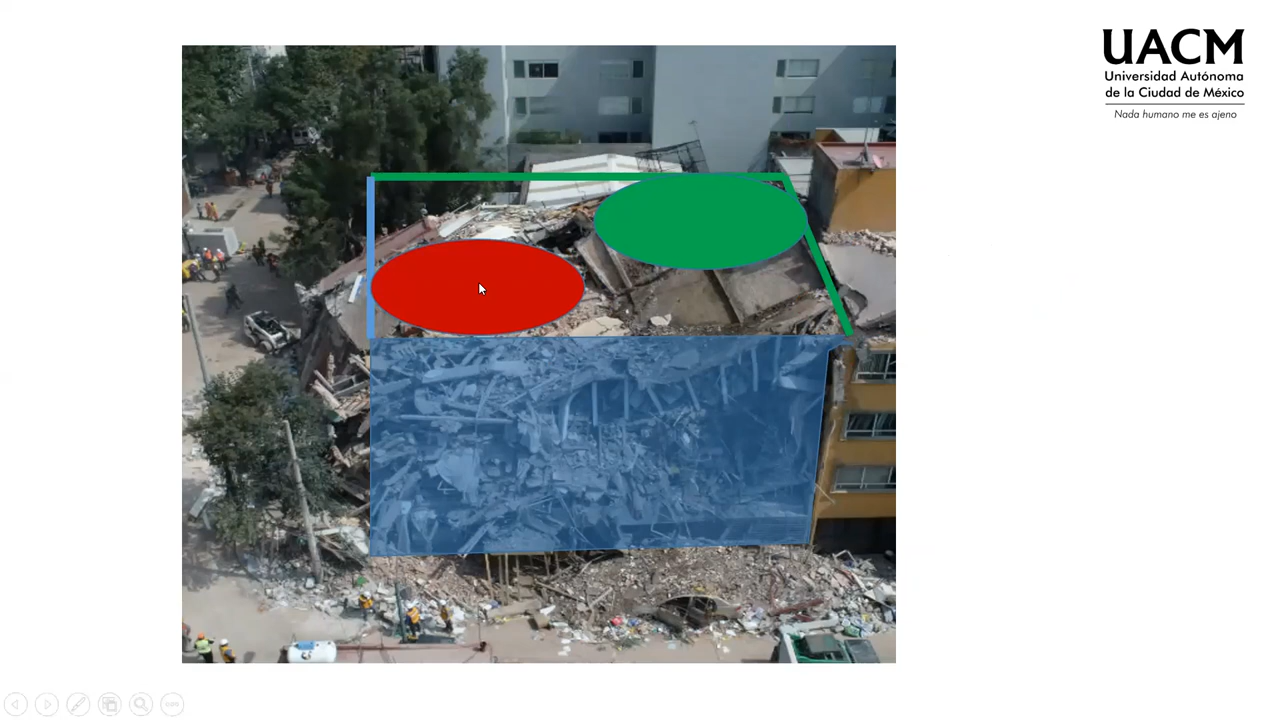 UACM
Universidad Autónoma
de la Ciudad de México
Nada humano me es ajeno